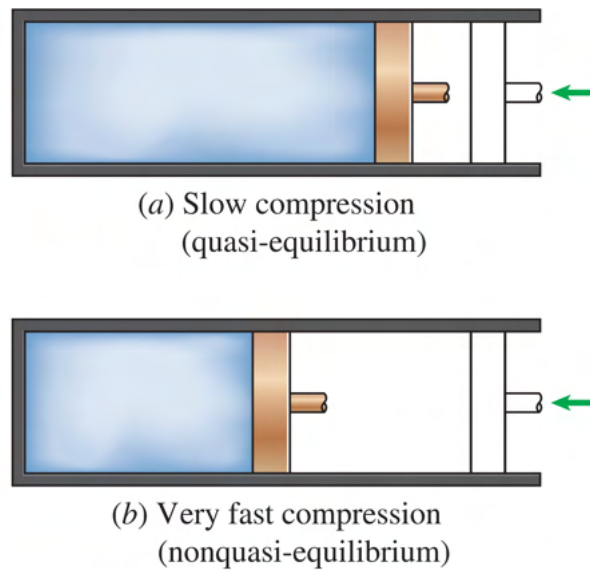 (a) Slow compression
(quasi-equilibrium)
(b) Very fast compression
(nonquasi-equilibrium)